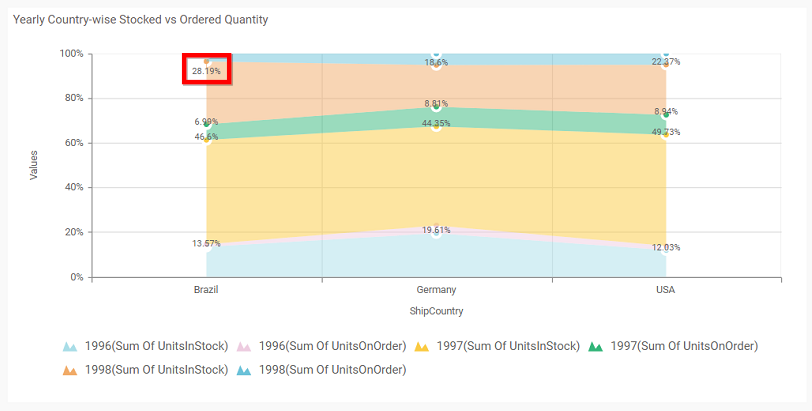 Yearly Country-wise Stocked vs Ordered Quantity
100%
28.19%
18.6%
22.37%
80%
6.99%
8.81%
8.94%
46.6%
44.35%
49.73%
60%
Values
40%
20%
13.57%
19.61%
12.03%
0%
Brazil
Germany
USA
ShipCountry
1996(Sum Of UnitsInStock)
1996(Sum Of UnitsOnOrder)
1997(Sum Of UnitsInStock)
1997(Sum Of UnitsOnOrder)
1998(Sum Of UnitsInStock)
1998(Sum Of UnitsOnOrder)